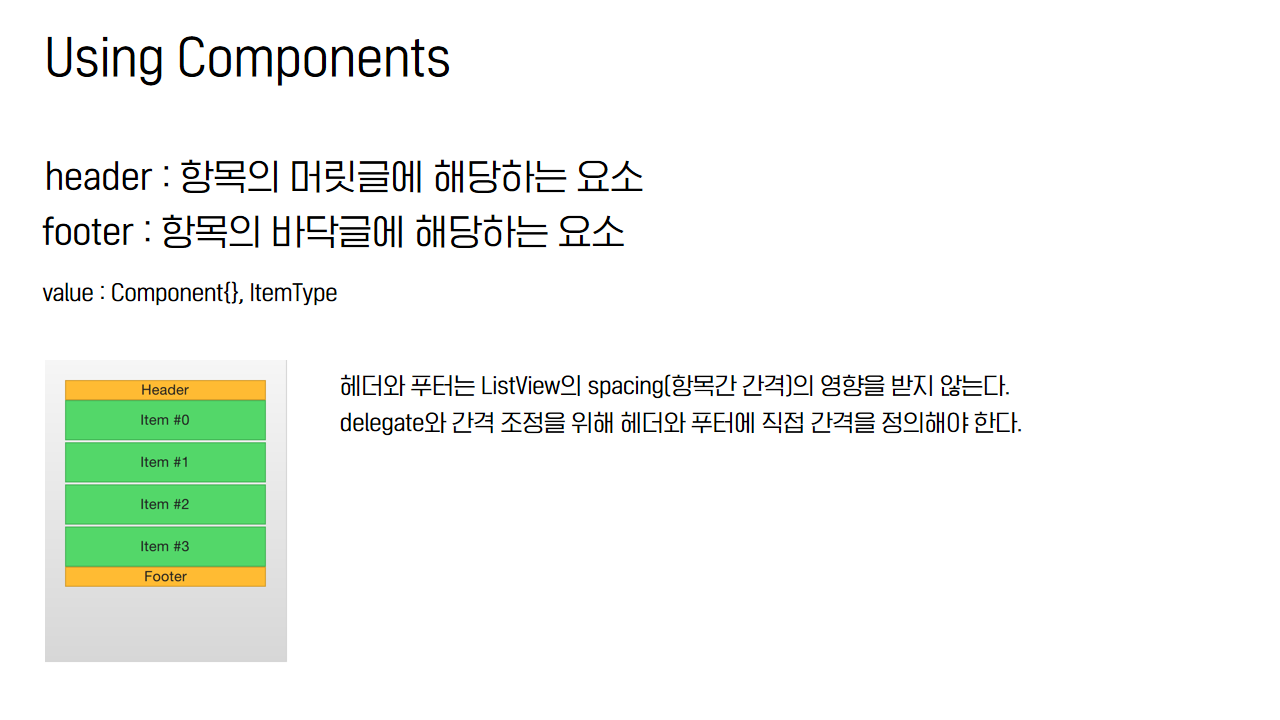 Using Components
header : 항목의 머릿글에 해당하는 요소
footer : 항목의 바닥글에 해당하는 요소
value : Component{}, ItemType
Header
Item #0
Item #1
Item #2
Item #3
Footer
헤더와 푸터는 ListView의 spacing(항목간 간격)의 영향을 받지 않는다.
delegate와 간격 조정을 위해 헤더와 푸터에 직접 간격을 정의해야 한다.